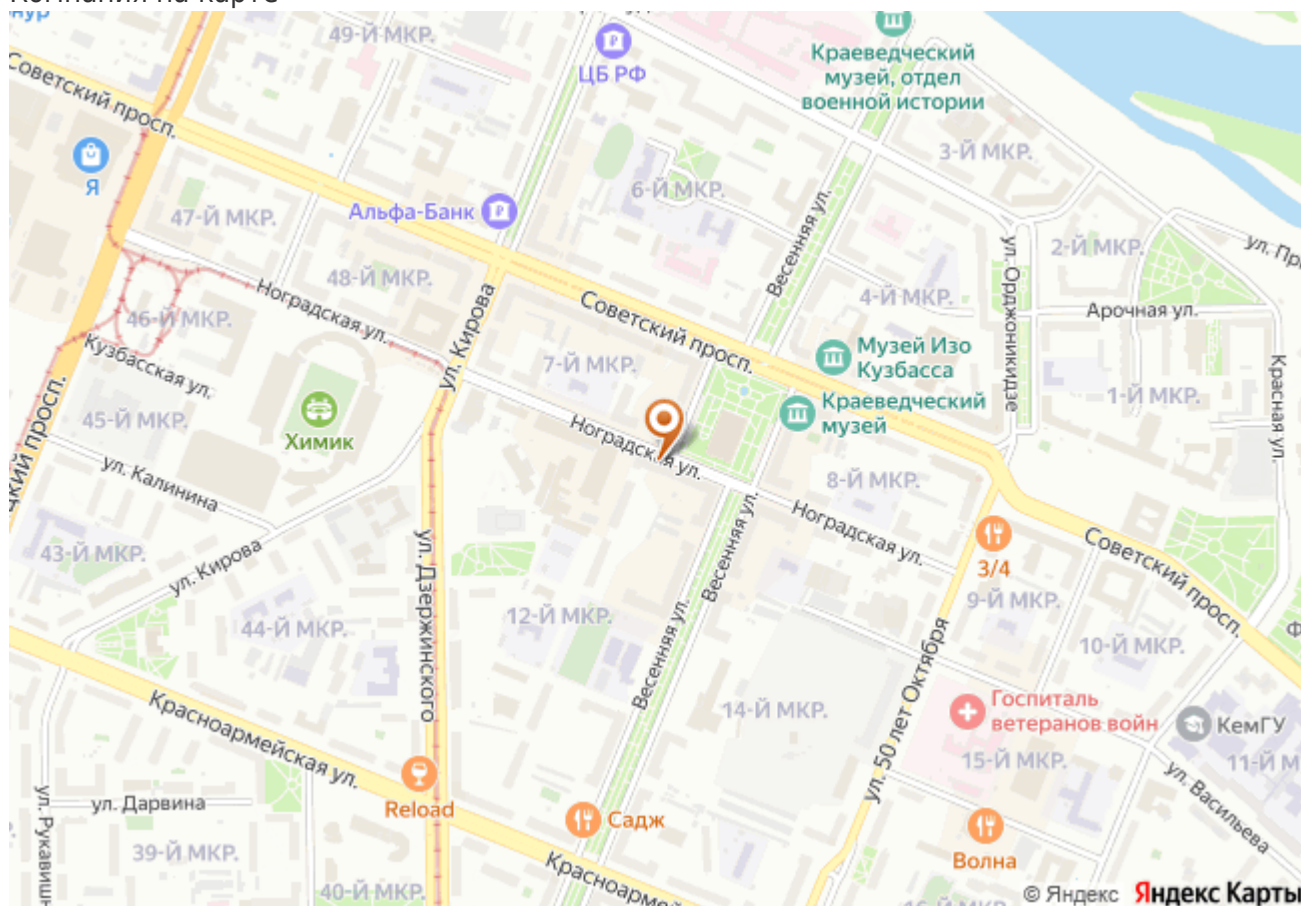 Компания на карте
49-Й МКР.
ЦБ РФ
Краеведческий
музей, отдел
военной истории
Советский просп.
Я
3-Й МКР.
6-Й МКР.
47-Й МКР.
Альфа-Банк
Весенняя ул.
ул. Орджоникидзе
2-Й МКР.
48-Й МКР.
Ноградская ул.
ул. Кирова
Советский просп.
4-Й МКР.
Арочная ул.
46-Й МКР.
Кузбасская ул.
7-Й МКР.
Музей Изо
Кузбасса
Красная ул.
1-Й МКР.
Краеведческий
музей
45-Й МКР.
Химик
Ноградская ул.
ул. Калинина
8-Й МКР.
Ноградская ул.
Весенняя ул.
3/4
Советский просп.
43-Й МКР.
ул. Кирова
ул. Дзержинского
9-Й МКР.
12-Й МКР.
44-Й МКР.
Весенняя ул.
10-Й МКР.
ул. 50 лет Октября
Госпиталь
ветеранов войн
КемГУ
14-Й МКР.
15-Й МКР.
11-Й М
Красноармейская ул.
ул. Васильева
ул. Дарвина
Reload
Садж
Волна
39-Й МКР.
40-Й МКР.
© Яндекс Яндекс Карты